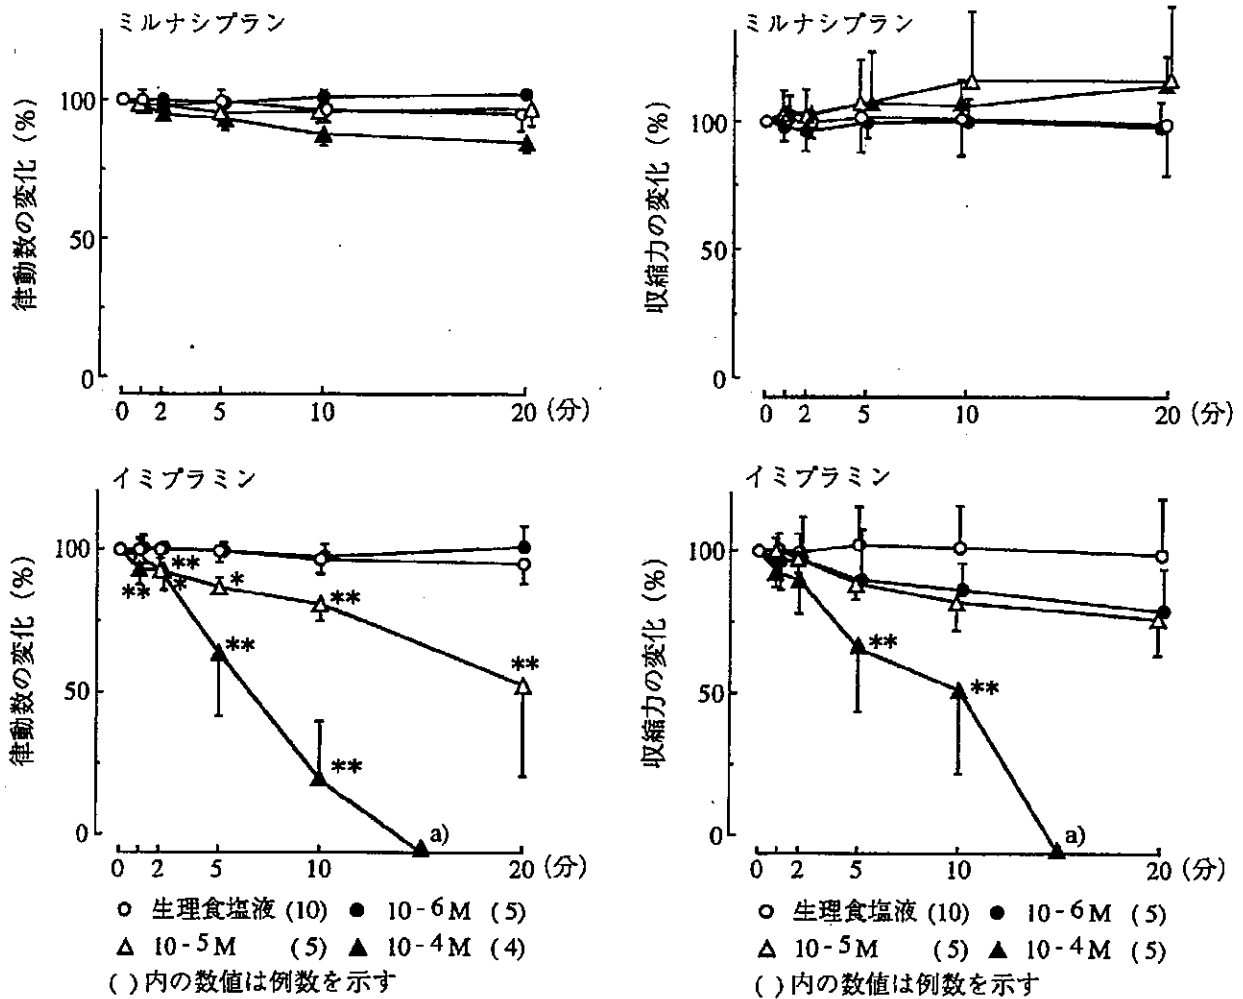 ミルナシプラン
律動数の変化 (%)
100
50
0
0 2 5 10 20 (分)
ミルナシプラン
収縮力の変化 (%)
100
50
0
0 2 5 10 20 (分)
イミプラミン
律動数の変化 (%)
100
50
0
**
**
*
*
**
**
**
**
a)
0 2 5 10 20 (分)
○ 生理食塩液 (10) ● 10-6M (5)
△ 10-5M (5) ▲ 10-4M (4)
( )内の数値は例数を示す
イミプラミン
収縮力の変化 (%)
100
50
0
**
**
a)
0 2 5 10 20 (分)
○ 生理食塩液 (10) ● 10-6M (5)
△ 10-5M (5) ▲ 10-4M (5)
( )内の数値は例数を示す